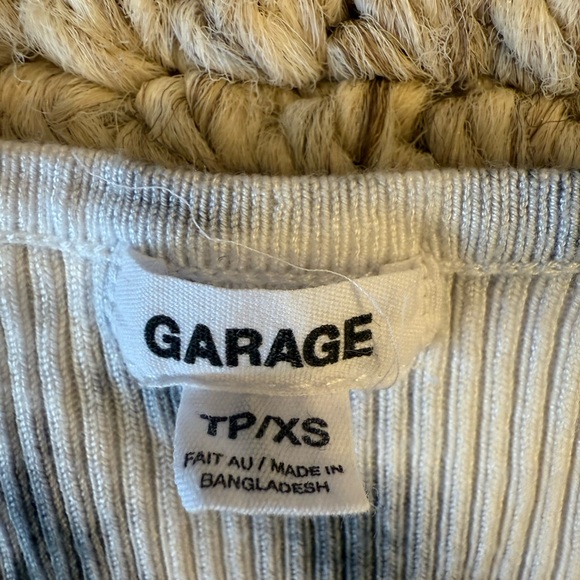 GARAGE
TP/XS
FAIT AU / MADE IN
BANGLADESH